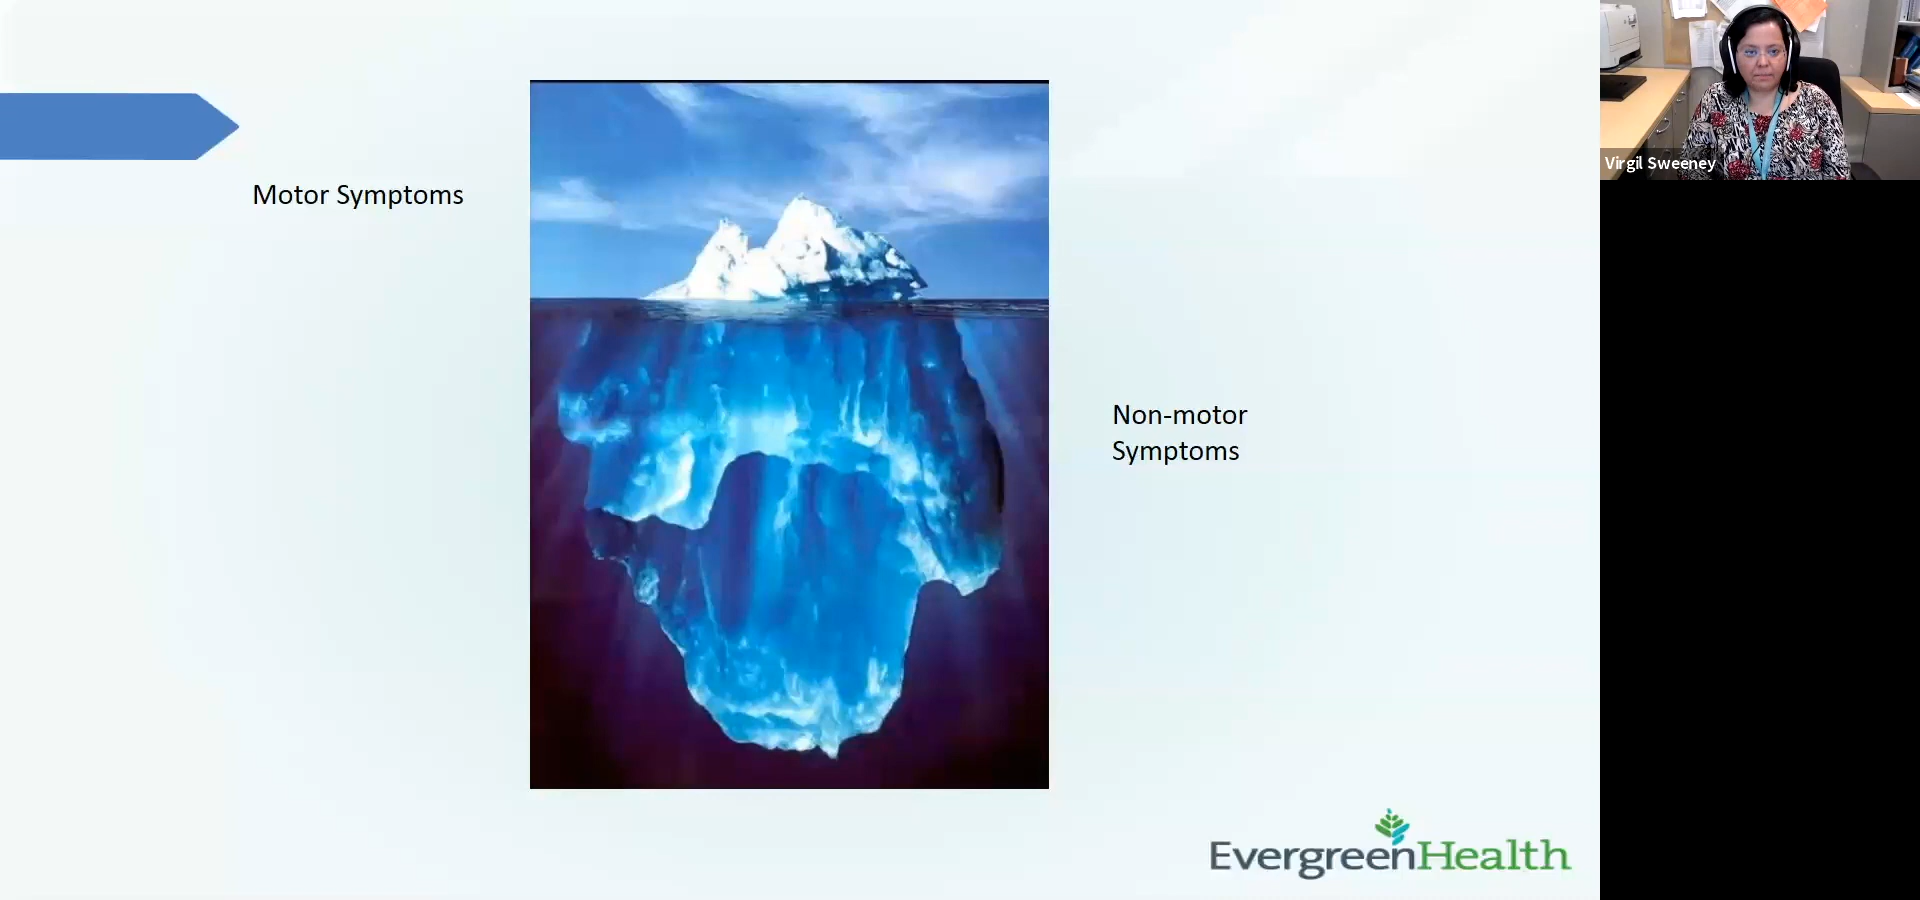 Motor Symptoms
Non-motor
Symptoms
EvergreenHealth
Virgil Sweeney